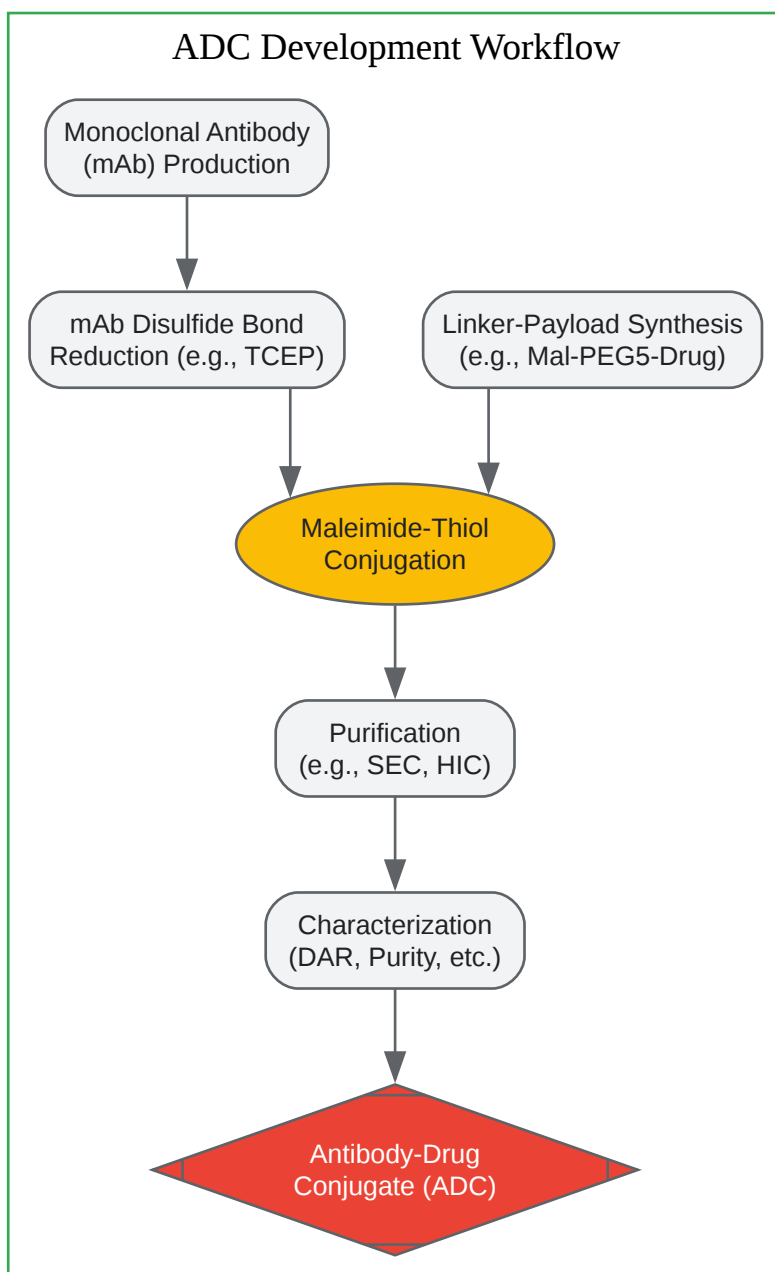 ADC Development Workflow
Monoclonal Antibody
(mAb) Production
mAb Disulfide Bond
Reduction (e.g., TCEP)
Linker-Payload Synthesis
(e.g., Mal-PEG5-Drug)
Maleimide-Thiol
Conjugation
Purification
(e.g., SEC, HIC)
Characterization
(DAR, Purity, etc.)
Antibody-Drug
Conjugate (ADC)